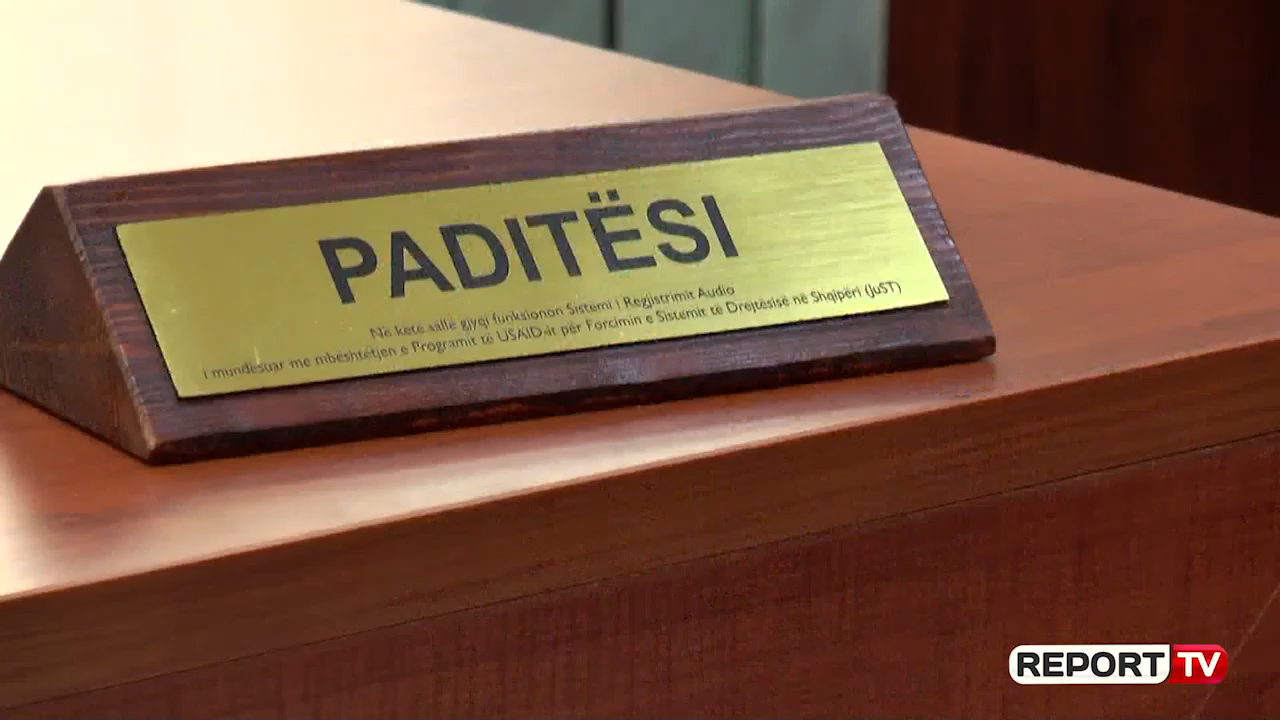 PADITËSI
Në këtë sallë gjyqi funksionon Sistemi i Regjistrimit Audio
i mundësuar me mbështetjen e Programit të USAID-it për Forcimin e Sistemit të Drejtësisë në Shqipëri (JuST)
REPORT TV